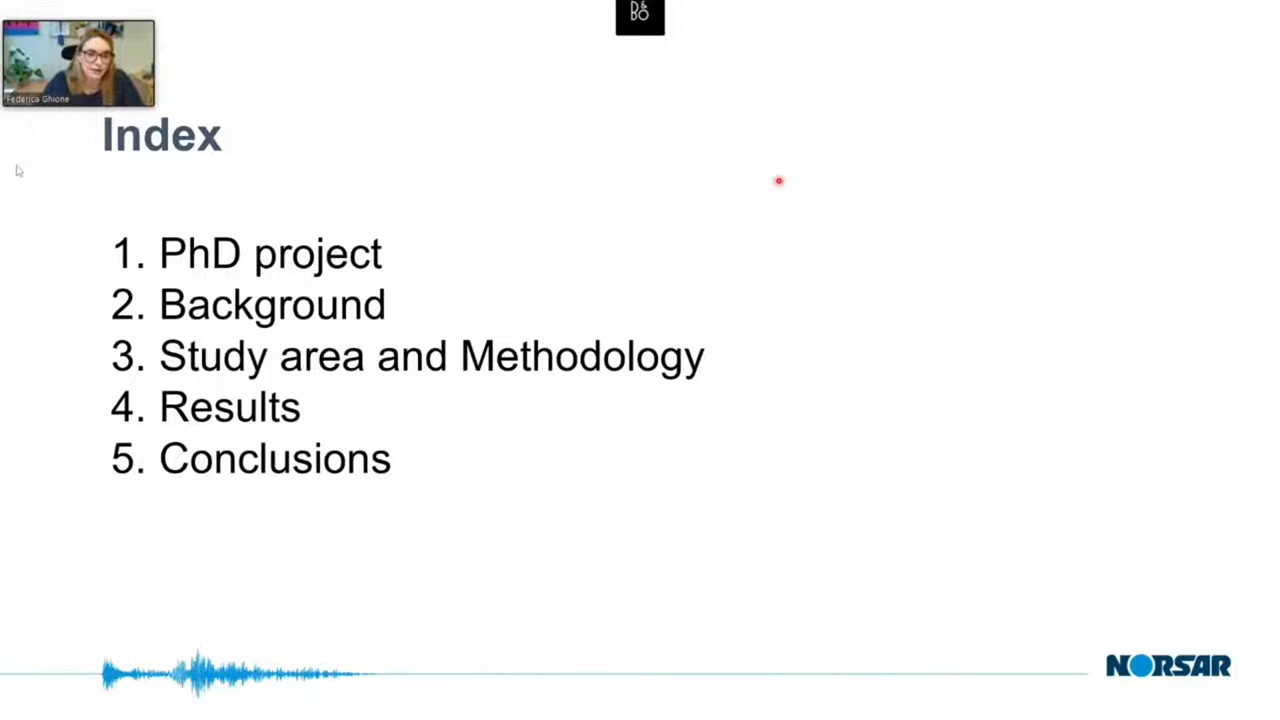 B&O
Federica Ghione
Index
1. PhD project
2. Background
3. Study area and Methodology
4. Results
5. Conclusions
NORSAR